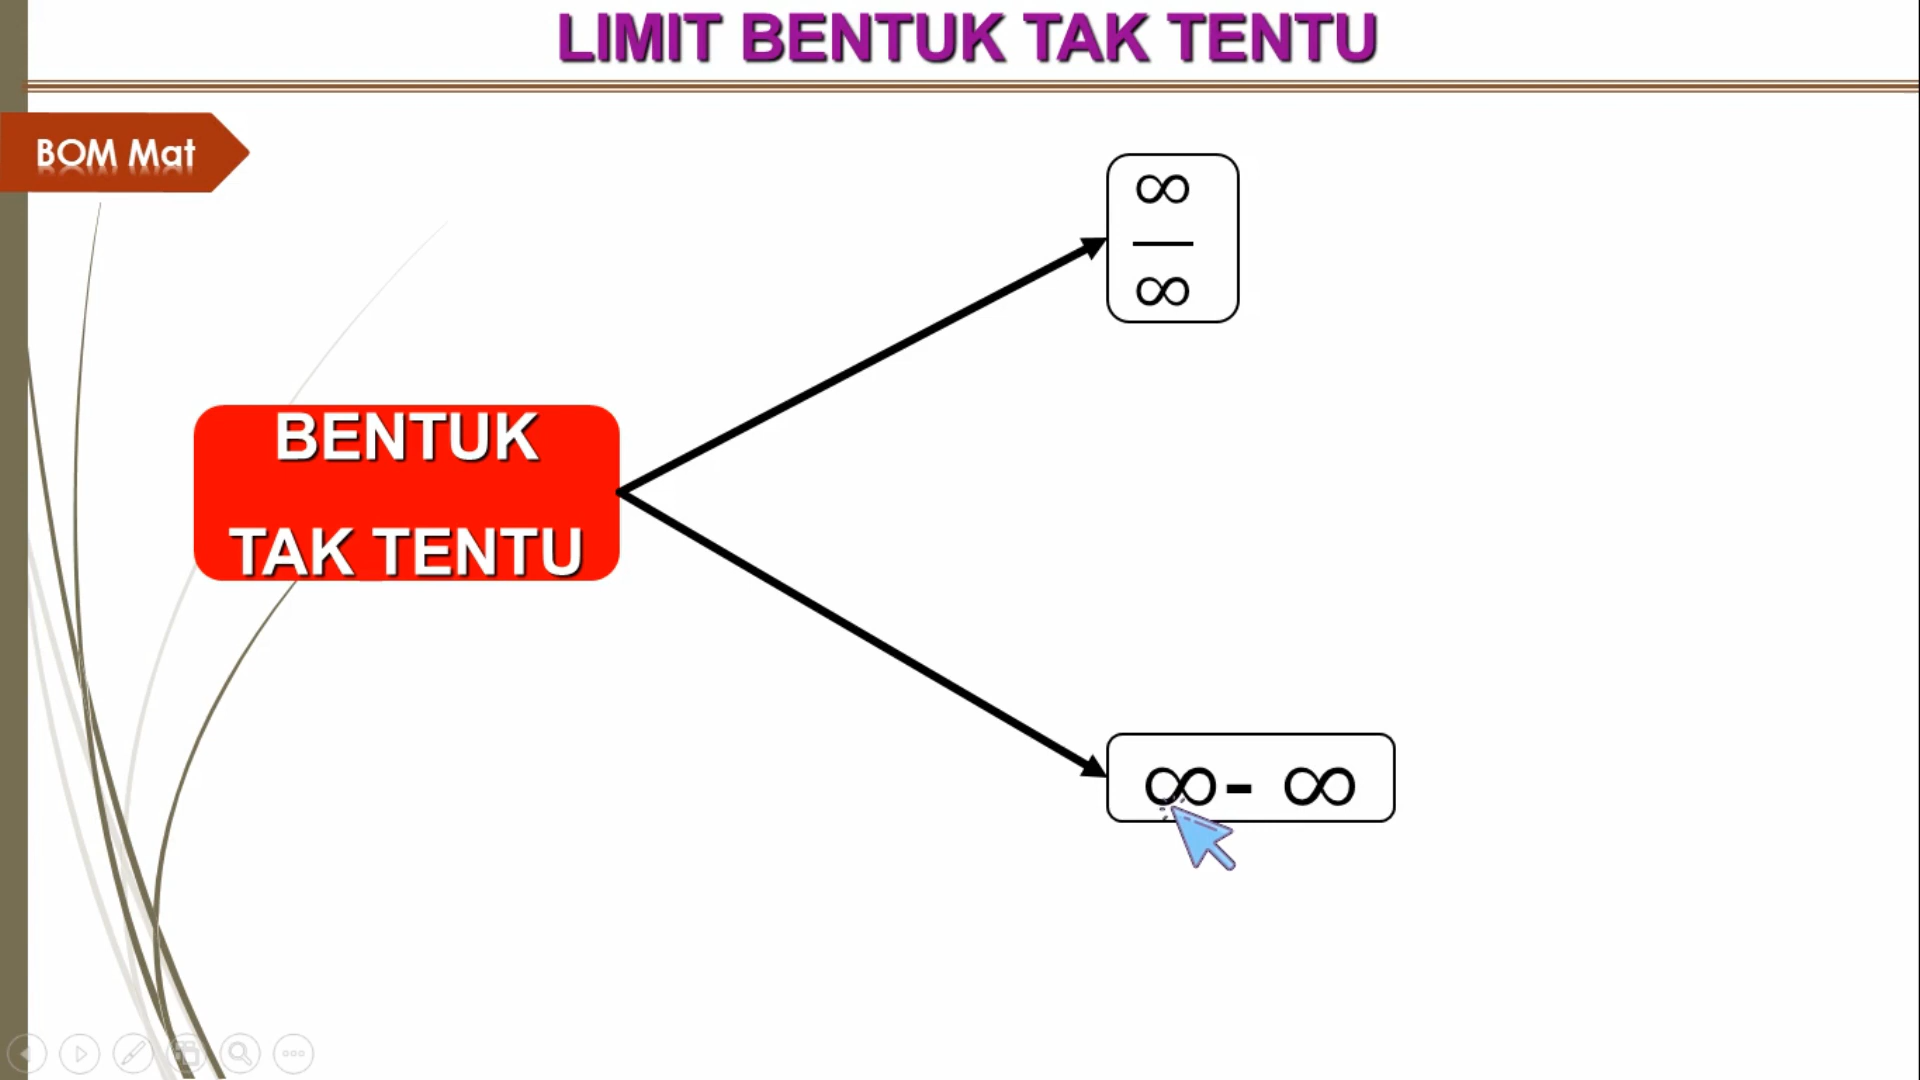 LIMIT BENTUK TAK TENTU
BOM Mat
∞
∞
BENTUK
TAK TENTU
∞- ∞